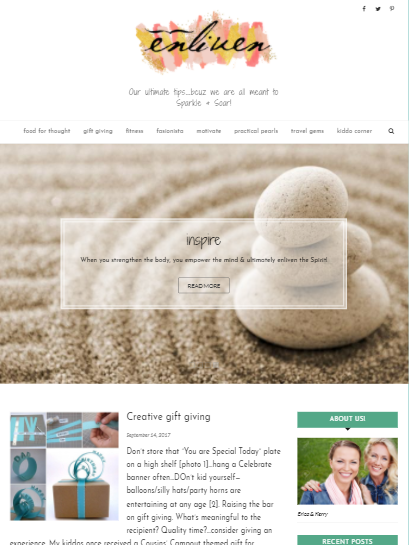 enliven
Our ultimate tips....bcuz we are all meant to
Sparkle & Soar!
food for thought gift giving fitness fasionista motivate practical pearls travel gems kiddo corner
inspire
When you strengthen the body, you empower the mind & ultimately enliven the Spirit.
READ MORE
Creative gift giving
September 14, 2017
Don't store that "You are Special Today" plate
on a high shelf [photo 1]...hang a Celebrate
banner often...DOn't kid yourself—
balloons/silly hats/party horns are
entertaining at any age [2]. Raising the bar
on gift giving. What's meaningful to the
recipient? Quality time?...consider giving an
experience. My kiddos once received a Cousins' Campout themed gift for
ABOUT US!
Erica & Kerry
RECENT POSTS